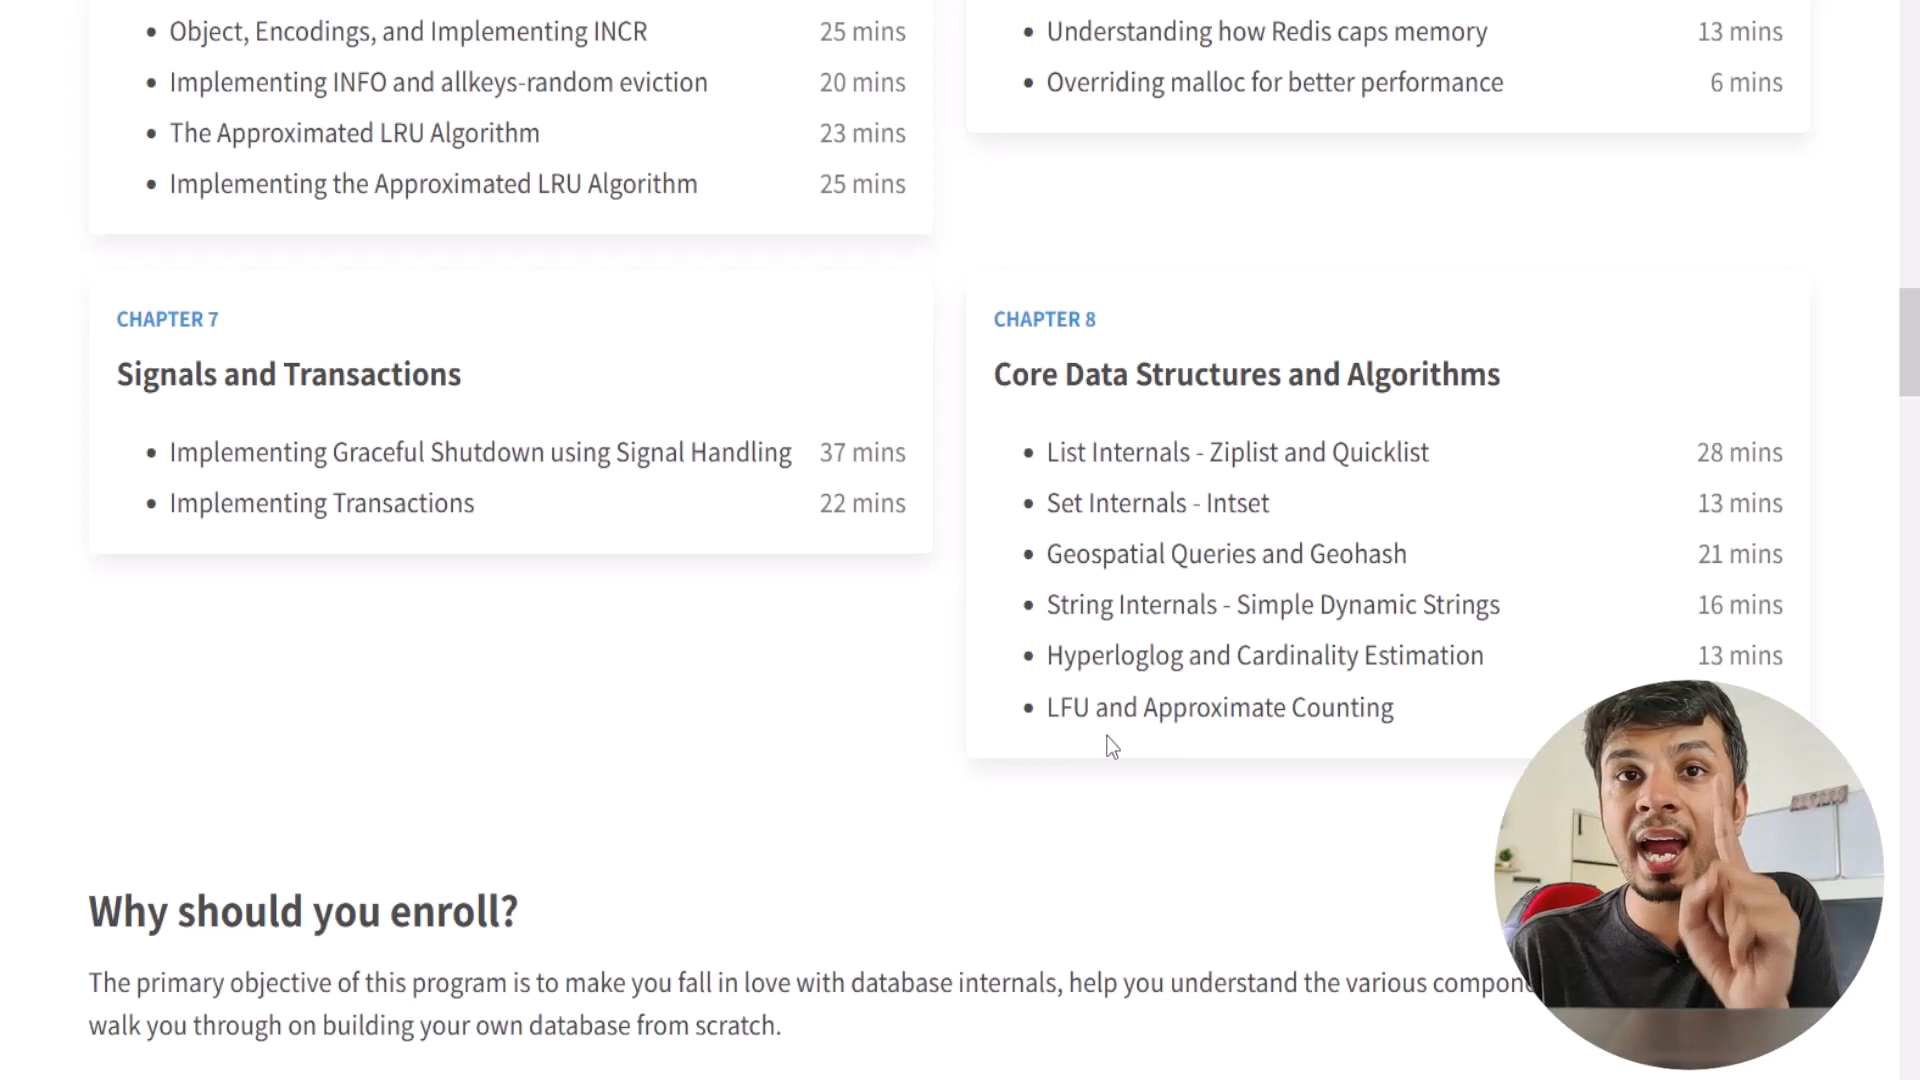 Object, Encodings, and Implementing INCR 25 mins
Implementing INFO and allkeys-random eviction 20 mins
The Approximated LRU Algorithm 23 mins
Implementing the Approximated LRU Algorithm 25 mins
Understanding how Redis caps memory 13 mins
Overriding malloc for better performance 6 mins
CHAPTER 7
Signals and Transactions
Implementing Graceful Shutdown using Signal Handling 37 mins
Implementing Transactions 22 mins
CHAPTER 8
Core Data Structures and Algorithms
List Internals - Ziplist and Quicklist 28 mins
Set Internals - Intset 13 mins
Geospatial Queries and Geohash 21 mins
String Internals - Simple Dynamic Strings 16 mins
Hyperloglog and Cardinality Estimation 13 mins
LFU and Approximate Counting
Why should you enroll?
The primary objective of this program is to make you fall in love with database internals, help you understand the various
walk you through on building your own database from scratch.